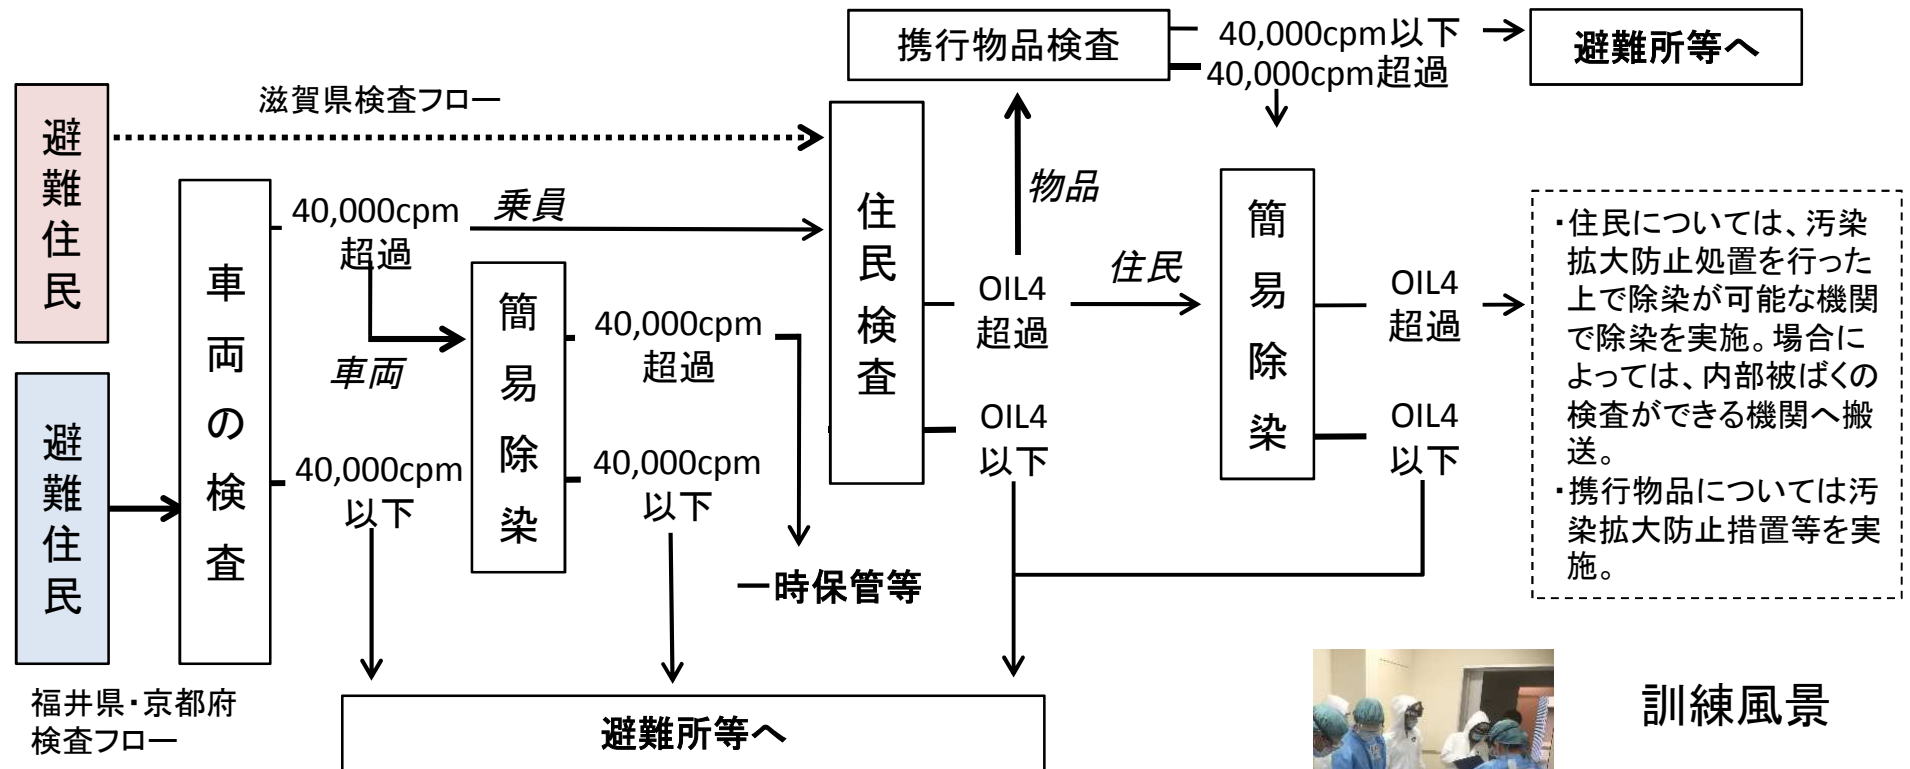 携行物品検査
40,000cpm以下
40,000cpm超過
避難所等へ
滋賀県検査フロー
避難住民
避難住民
福井県・京都府
検査フロー
車両の検査
40,000cpm
超過
乗員
車両
40,000cpm
以下
簡易除染
40,000cpm
超過
40,000cpm
以下
一時保管等
住民検査
物品
OIL4
超過
住民
OIL4
以下
簡易除染
OIL4
超過
OIL4
以下
・住民については、汚染
拡大防止処置を行った
上で除染が可能な機関
で除染を実施。場合に
よっては、内部被ばくの
検査ができる機関へ搬
送。
・携行物品については汚
染拡大防止措置等を実
施。
避難所等へ
訓練風景